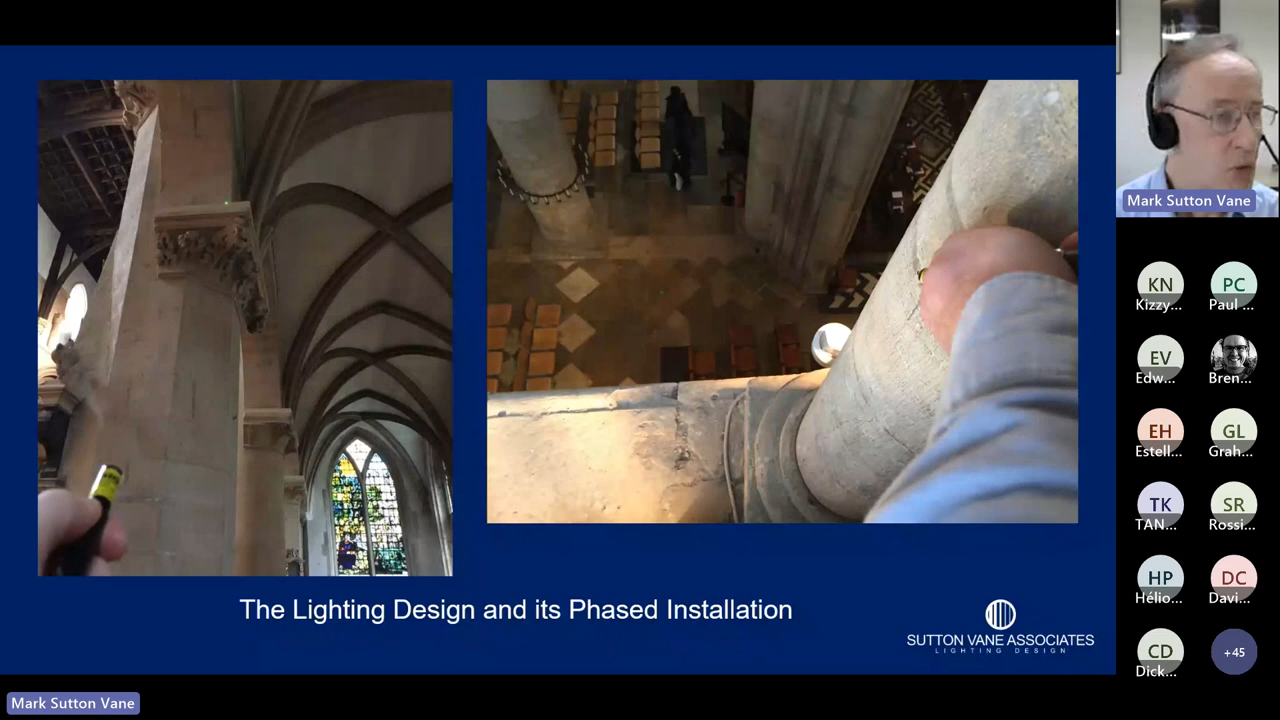 Mark Sutton Vane
KN
Kizzy...
PC
Paul ...
EV
Edw...
Bren...
EH
Estell...
GL
Grah...
TK
TAN...
SR
Rossi...
HP
Hélio...
DC
Davi...
CD
Dick...
+45
The Lighting Design and its Phased Installation
SUTTON VANE ASSOCIATES
LIGHTING DESIGN
Mark Sutton Vane